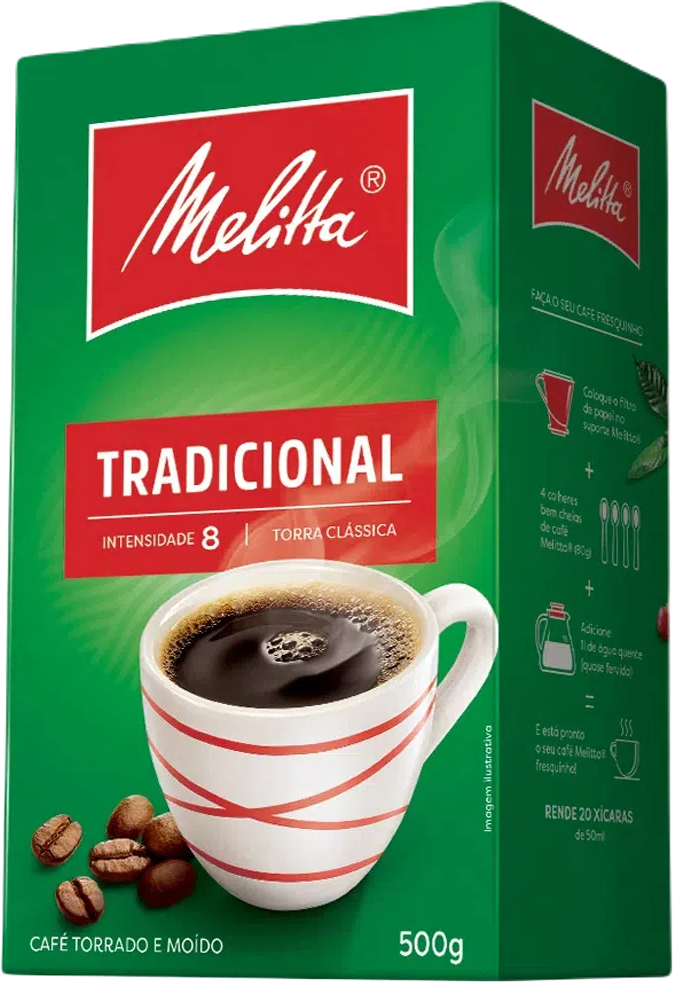 Melitta®
TRADICIONAL
INTENSIDADE 8 | TORRA CLÁSSICA
Imagem ilustrativa
CAFÉ TORRADO E MOÍDO
500g
Melitta®
FAÇA O SEU CAFÉ FRESQUINHO
Coloque o filtro
de papel no
suporte Melitta®
+
4 colheres
bem cheias
de café
Melitta® (80g)
+
Adicione
1l de água quente
(quase fervida)
=
E está pronto
o seu café Melitta®
fresquinho!
RENDE 20 XÍCARAS
de 50ml